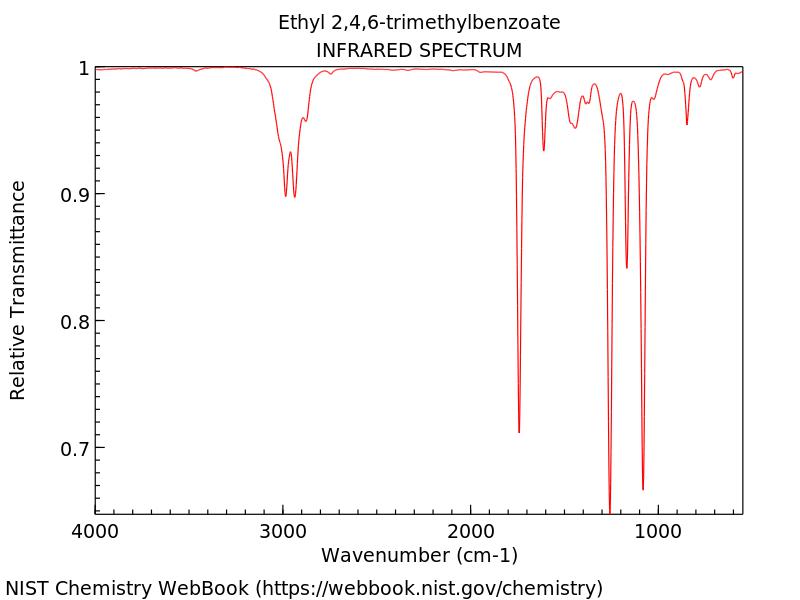 Ethyl 2,4,6-trimethylbenzoate
INFRARED SPECTRUM
1
0.9
0.8
0.7
Relative Transmittance
4000 3000 2000 1000
Wavenumber (cm-1)
NIST Chemistry WebBook (https://webbook.nist.gov/chemistry)